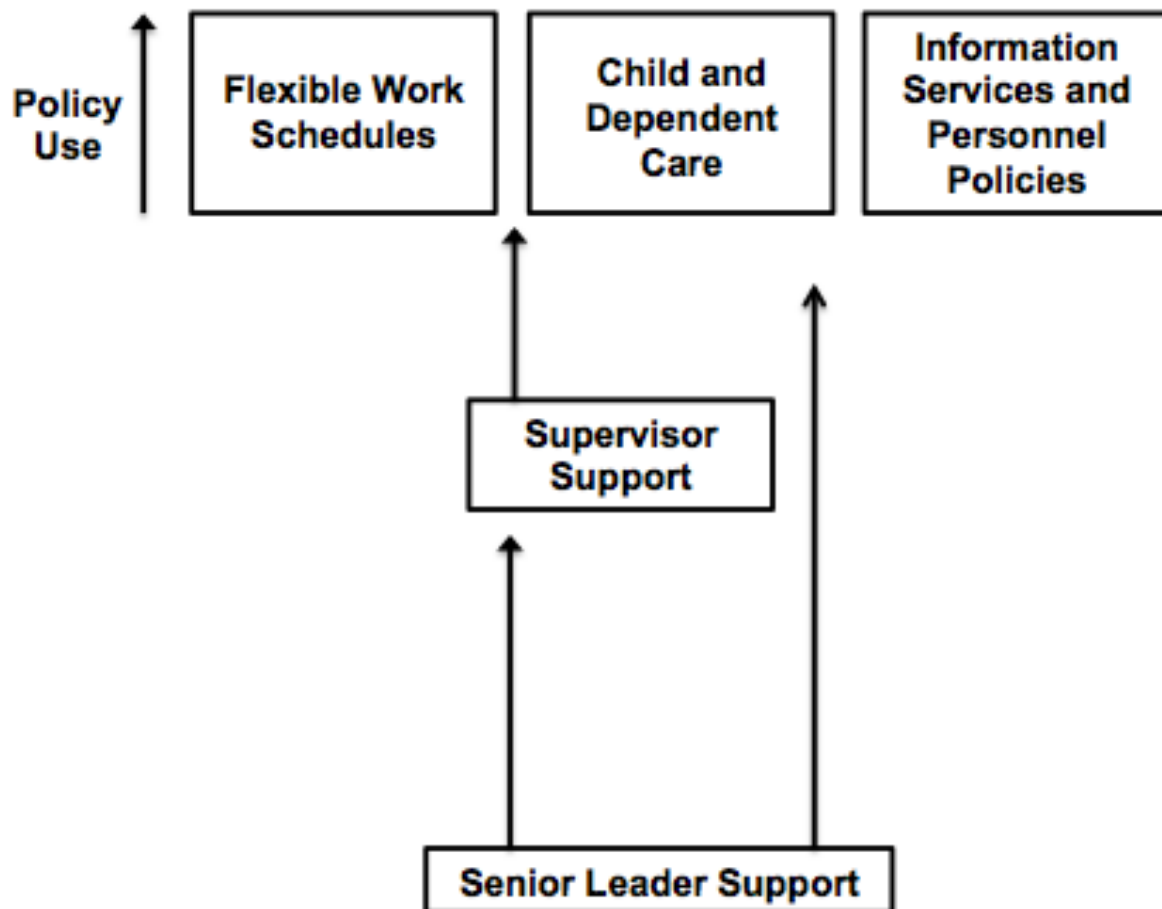 Policy
Use
Flexible Work
Schedules
Child and
Dependent
Care
Information
Services and
Personnel
Policies
Supervisor
Support
Senior Leader Support